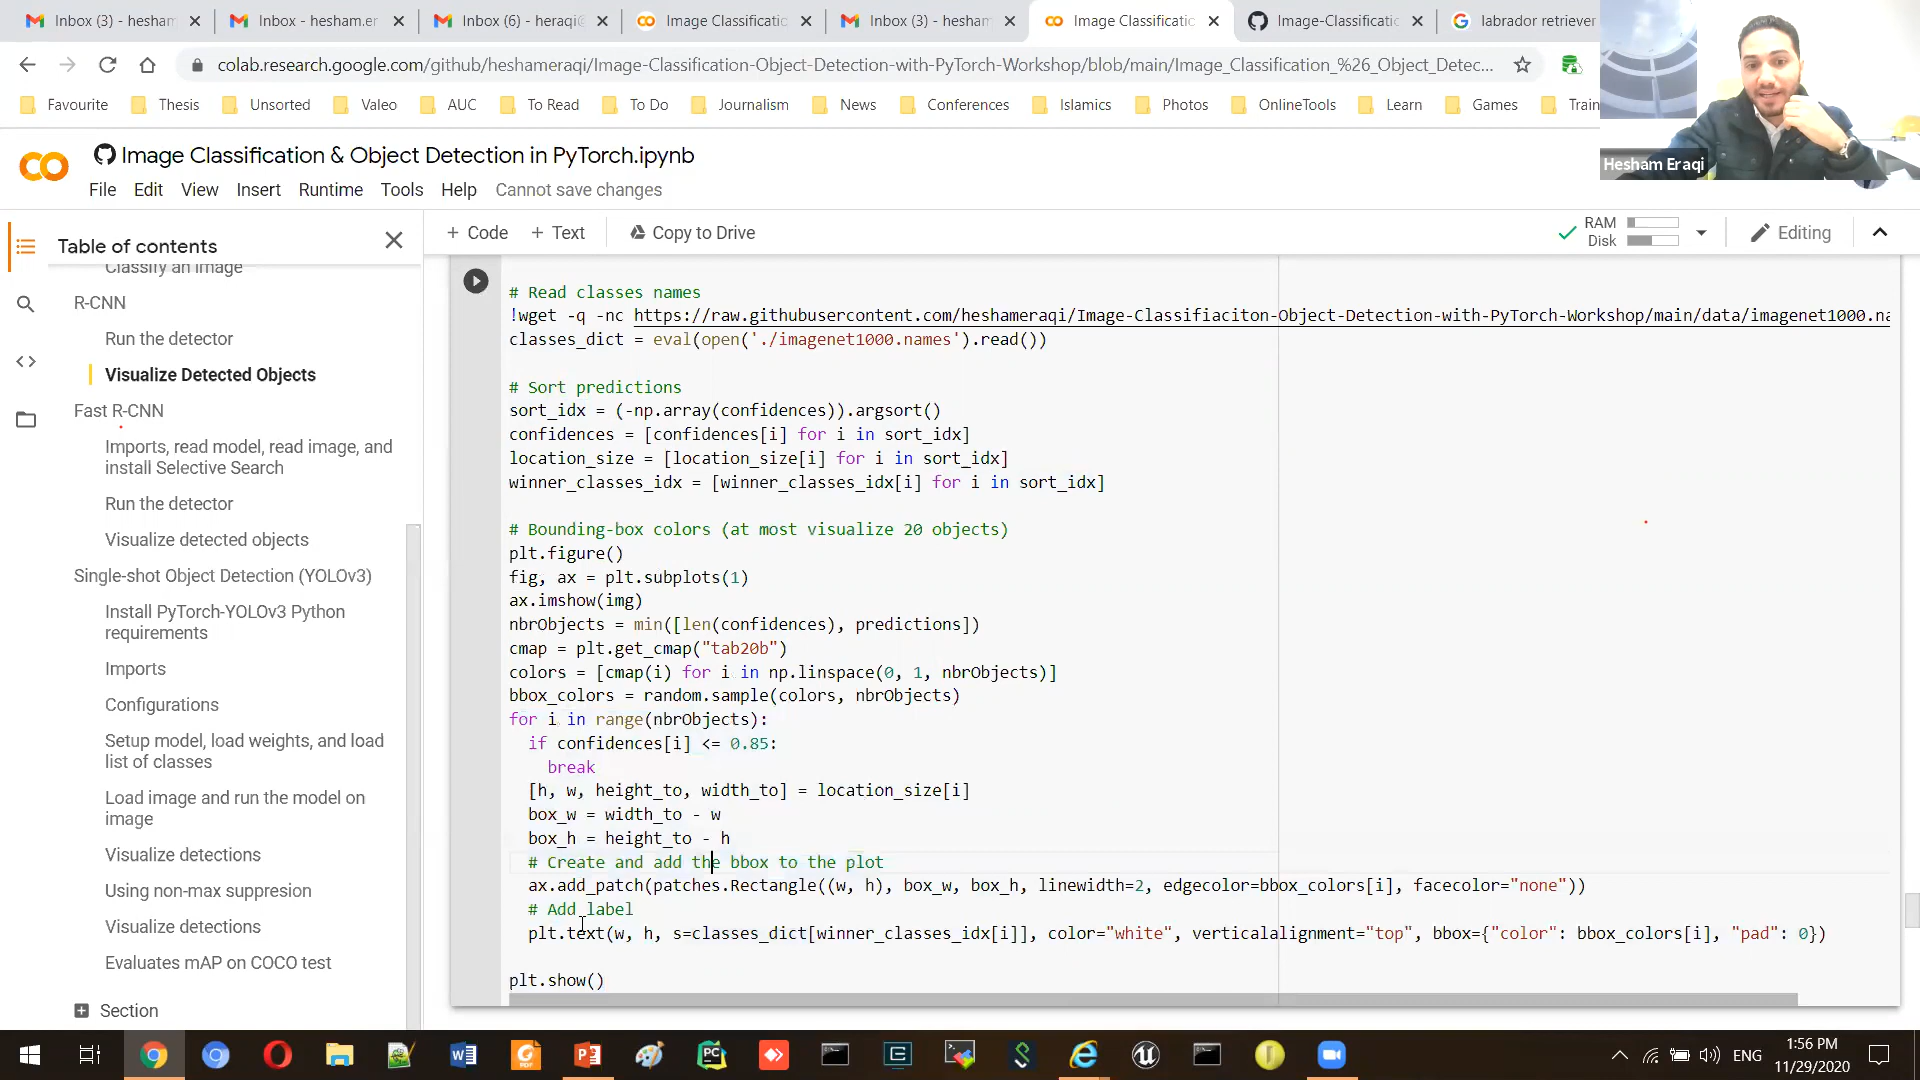 Inbox (3) - hesham
Inbox - hesham.er
Inbox (6) - heraqi@
Image Classificatic
Inbox (3) - hesham
Image Classificatic
Image-Classificatic
labrador retriever
colab.research.google.com/github/heshameraqi/Image-Classification-Object-Detection-with-PyTorch-Workshop/blob/main/Image_Classification_%26_Object_Detec...
Favourite
Thesis
Unsorted
Valeo
AUC
To Read
To Do
Journalism
News
Conferences
Islamics
Photos
OnlineTools
Learn
Games
Train
Hesham Eraqi
Image Classification & Object Detection in PyTorch.ipynb
File Edit View Insert Runtime Tools Help Cannot save changes
+ Code + Text Copy to Drive
RAM
Disk
Editing
Table of contents
Classify an image
R-CNN
Run the detector
Visualize Detected Objects
Fast R-CNN
Imports, read model, read image, and
install Selective Search
Run the detector
Visualize detected objects
Single-shot Object Detection (YOLOv3)
Install PyTorch-YOLOv3 Python
requirements
Imports
Configurations
Setup model, load weights, and load
list of classes
Load image and run the model on
image
Visualize detections
Using non-max suppresion
Visualize detections
Evaluates mAP on COCO test
Section
# Read classes names
!wget -q -nc https://raw.githubusercontent.com/heshameraqi/Image-Classifiaciton-Object-Detection-with-PyTorch-Workshop/main/data/imagenet1000.na
classes_dict = eval(open('./imagenet1000.names').read())
# Sort predictions
sort_idx = (-np.array(confidences)).argsort()
confidences = [confidences[i] for i in sort_idx]
location_size = [location_size[i] for i in sort_idx]
winner_classes_idx = [winner_classes_idx[i] for i in sort_idx]
# Bounding-box colors (at most visualize 20 objects)
plt.figure()
fig, ax = plt.subplots(1)
ax.imshow(img)
nbrObjects = min([len(confidences), predictions])
cmap = plt.get_cmap("tab20b")
colors = [cmap(i) for i in np.linspace(0, 1, nbrObjects)]
bbox_colors = random.sample(colors, nbrObjects)
for i in range(nbrObjects):
if confidences[i] <= 0.85:
break
[h, w, height_to, width_to] = location_size[i]
box_w = width_to - w
box_h = height_to - h
# Create and add the bbox to the plot
ax.add_patch(patches.Rectangle((w, h), box_w, box_h, linewidth=2, edgecolor=bbox_colors[i], facecolor="none"))
# Add label
plt.text(w, h, s=classes_dict[winner_classes_idx[i]], color="white", verticalalignment="top", bbox={"color": bbox_colors[i], "pad": 0})
plt.show()
ENG
1:56 PM
11/29/2020